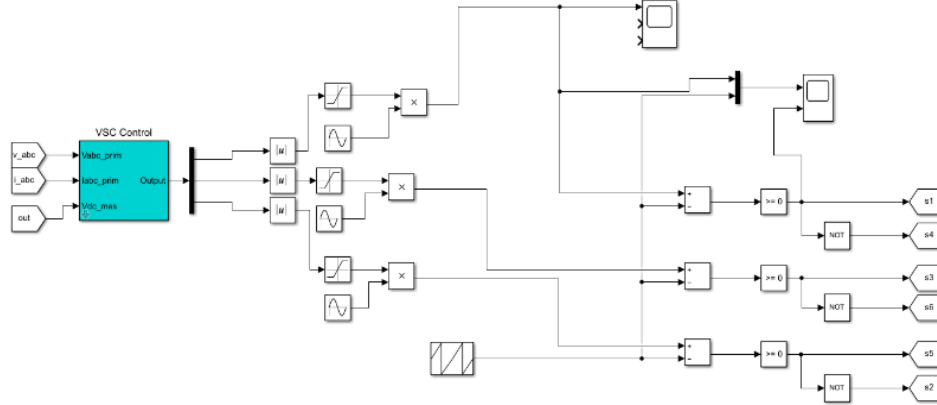 VSC Control
v_abc
Vabc_prim
i_abc
Iabc_prim
Output
out
Vdc_mes
|u|
|u|
|u|
×
×
×
+
−
>= 0
s1
NOT
s4
+
−
>= 0
s3
NOT
s6
+
−
>= 0
s5
NOT
s2